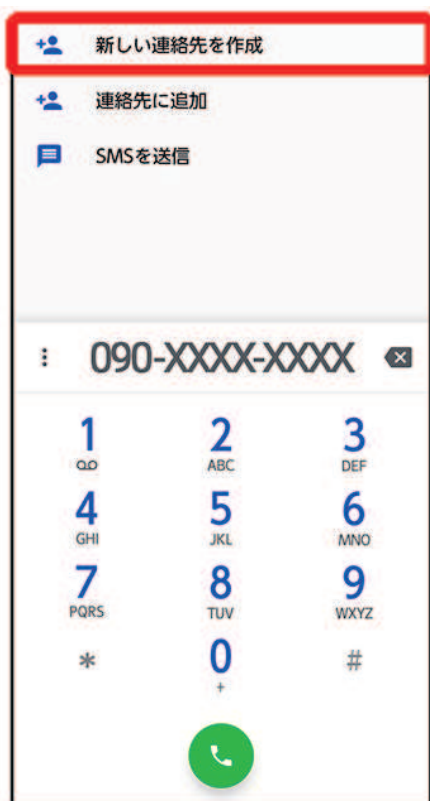 新しい連絡先を作成
連絡先に追加
SMSを送信
090-XXXX-XXXX
1 2 3
ABC DEF
4 5 6
GHI JKL MNO
7 8 9
PQRS TUV WXYZ
* 0 #
+